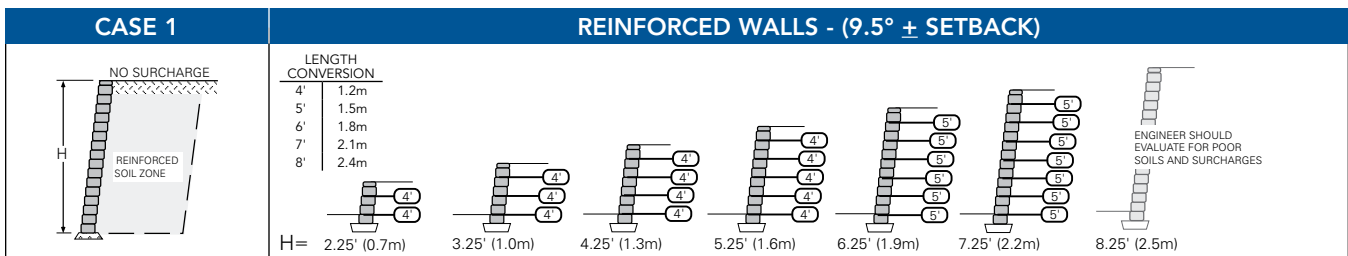 CASE 1
REINFORCED WALLS - (9.5° ± SETBACK)
NO SURCHARGE
H
REINFORCED
SOIL ZONE
LENGTH
CONVERSION
4' 1.2m
5' 1.5m
6' 1.8m
7' 2.1m
8' 2.4m
4'
4'
4'
4'
4'
4'
4'
4'
4'
4'
4'
4'
4'
4'
5'
5'
5'
5'
5'
5'
5'
5'
5'
5'
5'
5'
5'
ENGINEER SHOULD
EVALUATE FOR POOR
SOILS AND SURCHARGES
H= 2.25' (0.7m) 3.25' (1.0m) 4.25' (1.3m) 5.25' (1.6m) 6.25' (1.9m) 7.25' (2.2m) 8.25' (2.5m)